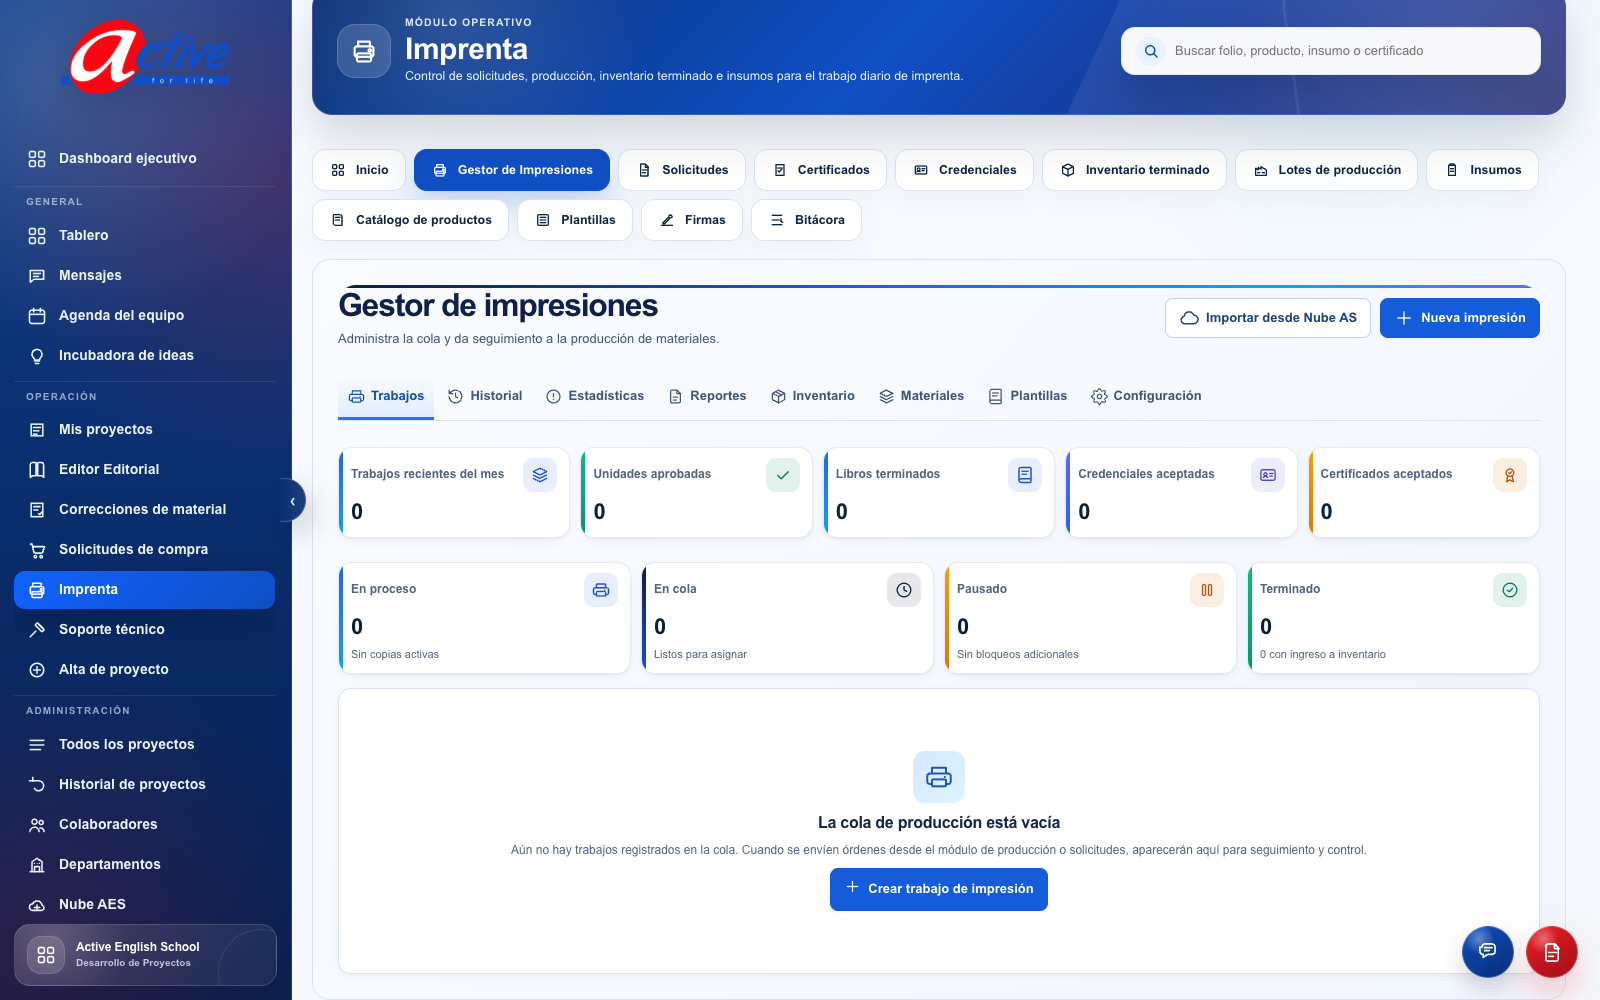 active
for life
Dashboard ejecutivo
GENERAL
Tablero
Mensajes
Agenda del equipo
Incubadora de ideas
OPERACIÓN
Mis proyectos
Editor Editorial
Correcciones de material
Solicitudes de compra
Imprenta
Soporte técnico
Alta de proyecto
ADMINISTRACIÓN
Todos los proyectos
Historial de proyectos
Colaboradores
Departamentos
Nube AES
Active English School
Desarrollo de Proyectos
MÓDULO OPERATIVO
Imprenta
Control de solicitudes, producción, inventario terminado e insumos para el trabajo diario de imprenta.
Buscar folio, producto, insumo o certificado
Inicio
Gestor de Impresiones
Solicitudes
Certificados
Credenciales
Inventario terminado
Lotes de producción
Insumos
Catálogo de productos
Plantillas
Firmas
Bitácora
Gestor de impresiones
Administra la cola y da seguimiento a la producción de materiales.
Importar desde Nube AS
Nueva impresión
Trabajos
Historial
Estadísticas
Reportes
Inventario
Materiales
Plantillas
Configuración
Trabajos recientes del mes
0
Unidades aprobadas
0
Libros terminados
0
Credenciales aceptadas
0
Certificados aceptados
0
En proceso
0
Sin copias activas
En cola
0
Listos para asignar
Pausado
0
Sin bloqueos adicionales
Terminado
0
0 con ingreso a inventario
La cola de producción está vacía
Aún no hay trabajos registrados en la cola. Cuando se envíen órdenes desde el módulo de producción o solicitudes, aparecerán aquí para seguimiento y control.
Crear trabajo de impresión